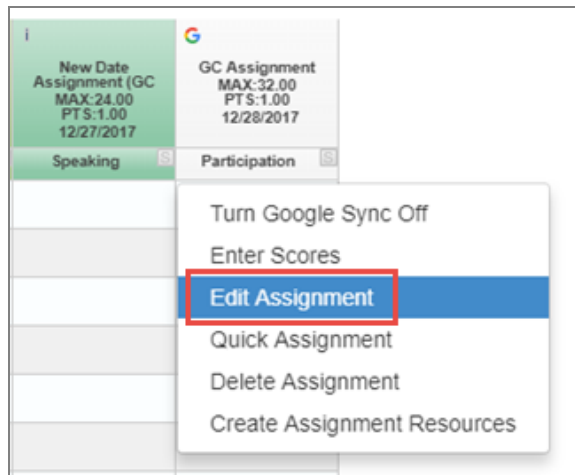 i
New Date
Assignment (GC
MAX:24.00
PTS:1.00
12/27/2017
Speaking S
G
GC Assignment
MAX:32.00
PTS:1.00
12/28/2017
Participation S
Turn Google Sync Off
Enter Scores
Edit Assignment
Quick Assignment
Delete Assignment
Create Assignment Resources